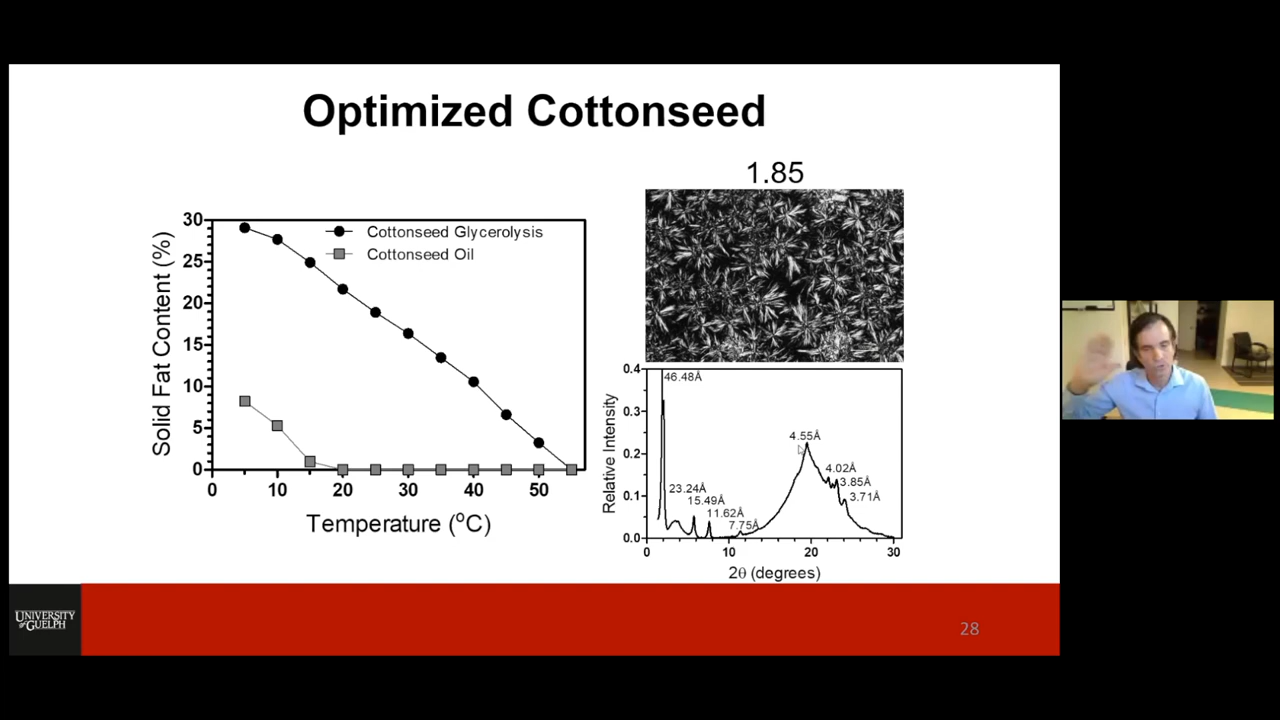 Optimized Cottonseed
Solid Fat Content (%)
30
25
20
15
10
5
0
Cottonseed Glycerolysis
Cottonseed Oil
0 10 20 30 40 50
Temperature (ºC)
1.85
Relative Intensity
0.4
0.3
0.2
0.1
0.0
46.48Å
23.24Å
15.49Å
11.62Å
7.75Å
4.55Å
4.02Å
3.85Å
3.71Å
0 10 20 30
2θ (degrees)
UNIVERSITY
OF GUELPH
28